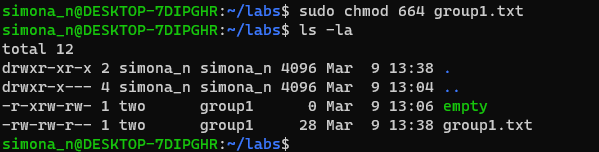 simona_n@DESKTOP-7DIPGHR:~/labs$ sudo chmod 664 group1.txt
simona_n@DESKTOP-7DIPGHR:~/labs$ ls -la
total 12
drwxr-xr-x 2 simona_n simona_n 4096 Mar  9 13:38 .
drwxr-x--- 4 simona_n simona_n 4096 Mar  9 13:04 ..
-r-xrw-rw- 1 two      group1      0 Mar  9 13:06 empty
-rw-rw-r-- 1 two      group1     28 Mar  9 13:38 group1.txt
simona_n@DESKTOP-7DIPGHR:~/labs$